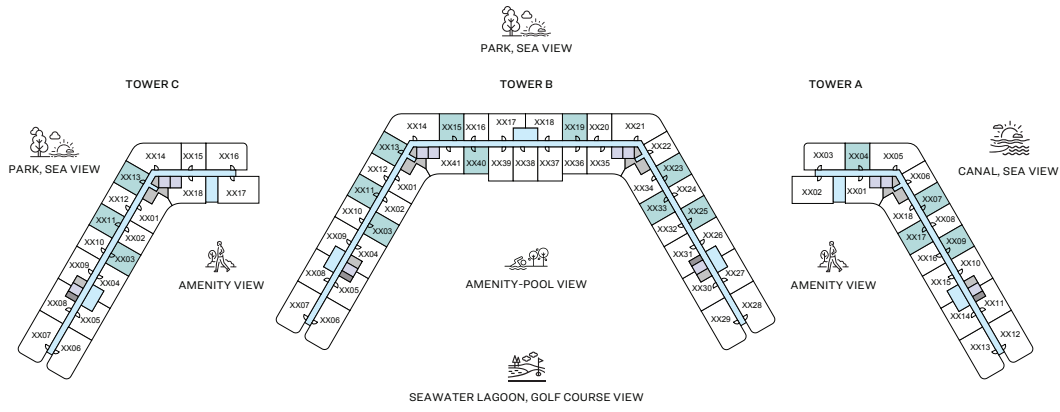 PARK, SEA VIEW
TOWER C
TOWER B
TOWER A
PARK, SEA VIEW
CANAL, SEA VIEW
AMENITY VIEW
AMENITY-POOL VIEW
AMENITY VIEW
SEAWATER LAGOON, GOLF COURSE VIEW
XX14
XX15
XX16
XX13
XX12
XX18
XX17
XX01
XX11
XX02
XX10
XX03
XX09
XX04
XX08
XX05
XX07
XX06
XX14
XX15
XX16
XX17
XX18
XX19
XX20
XX21
XX13
XX41
XX40
XX39
XX38
XX37
XX36
XX35
XX22
XX12
XX01
XX34
XX23
XX11
XX02
XX33
XX24
XX10
XX03
XX32
XX25
XX09
XX04
XX31
XX26
XX08
XX05
XX30
XX27
XX07
XX06
XX29
XX28
XX03
XX04
XX05
XX02
XX01
XX06
XX18
XX07
XX17
XX08
XX16
XX09
XX15
XX10
XX14
XX11
XX13
XX12